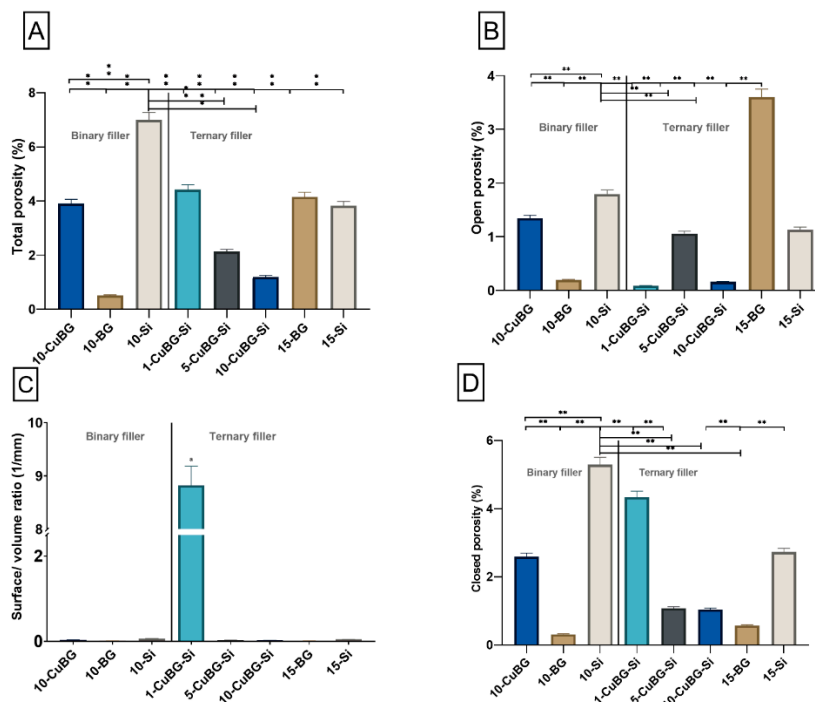 A
Total porosity (%)
8
6
4
2
0
Binary filler
Ternary filler
10-CuBG
10-BG
10-Si
1-CuBG-Si
5-CuBG-Si
10-CuBG-Si
15-BG
15-Si
B
Open porosity (%)
4
3
2
1
0
** 
** ** ** ** ** ** **
**
**
Binary filler
Ternary filler
10-CuBG
10-BG
10-Si
1-CuBG-Si
5-CuBG-Si
10-CuBG-Si
15-BG
15-Si
C
Surface/ volume ratio (1/mm)
10
9
8
2
0
Binary filler
Ternary filler
*
10-CuBG
10-BG
10-Si
1-CuBG-Si
5-CuBG-Si
10-CuBG-Si
15-BG
15-Si
D
Closed porosity (%)
6
4
2
0
**
** ** ** ** ** **
**
**
**
Binary filler
Ternary filler
10-CuBG
10-BG
10-Si
1-CuBG-Si
5-CuBG-Si
10-CuBG-Si
15-BG
15-Si